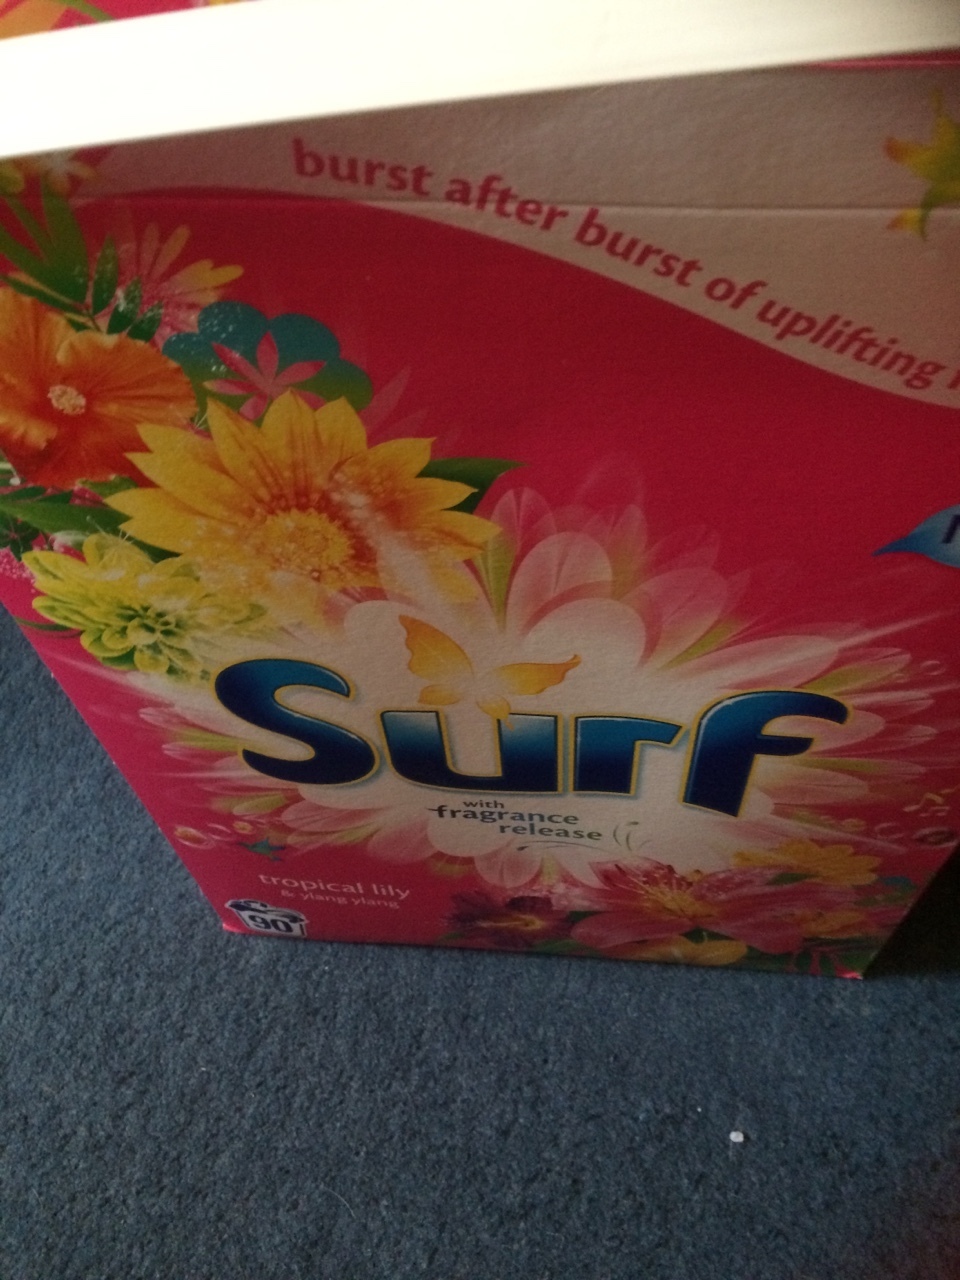 burst after burst of uplifting
Surf
with
fragrance
release
tropical lily
& ylang ylang
90